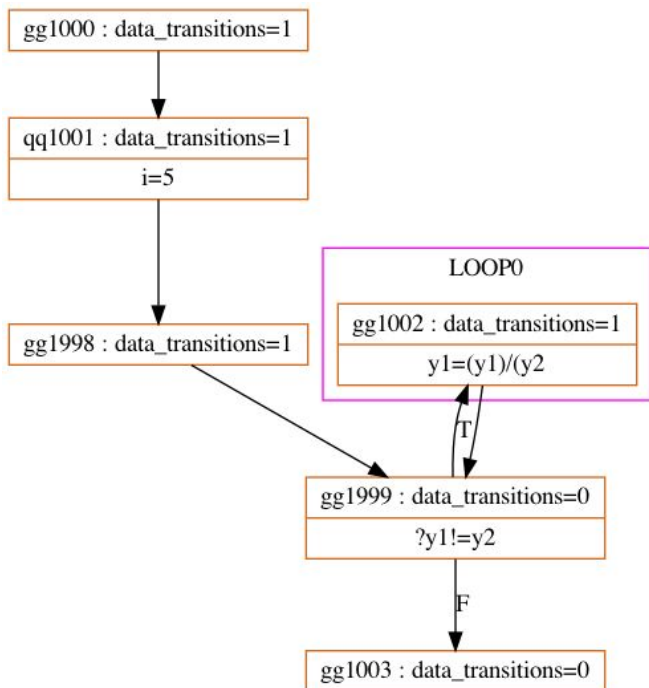 gg1000 : data_transitions=1
qq1001 : data_transitions=1
i=5
LOOP0
gg1002 : data_transitions=1
y1=(y1)/(y2
gg1998 : data_transitions=1
T
gg1999 : data_transitions=0
?y1!=y2
F
gg1003 : data_transitions=0